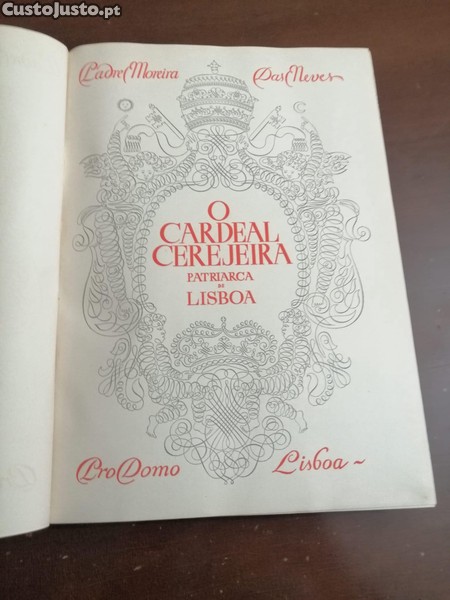 CustoJusto.pt
Padre Moreira Das Neves
O C
O
CARDEAL
CEREJEIRA
PATRIARCA
DE
LISBOA
Pro Domo Lisboa